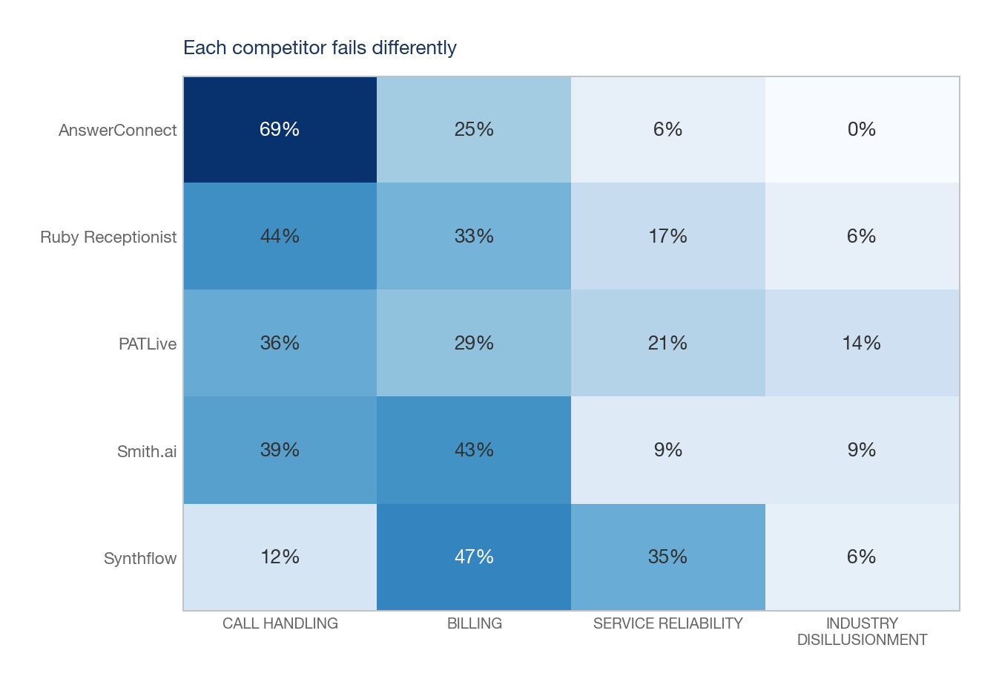 Each competitor fails differently
AnswerConnect 69% 25% 6% 0%
Ruby Receptionist 44% 33% 17% 6%
PATLive 36% 29% 21% 14%
Smith.ai 39% 43% 9% 9%
Synthflow 12% 47% 35% 6%
CALL HANDLING BILLING SERVICE RELIABILITY INDUSTRY
DISILLUSIONMENT